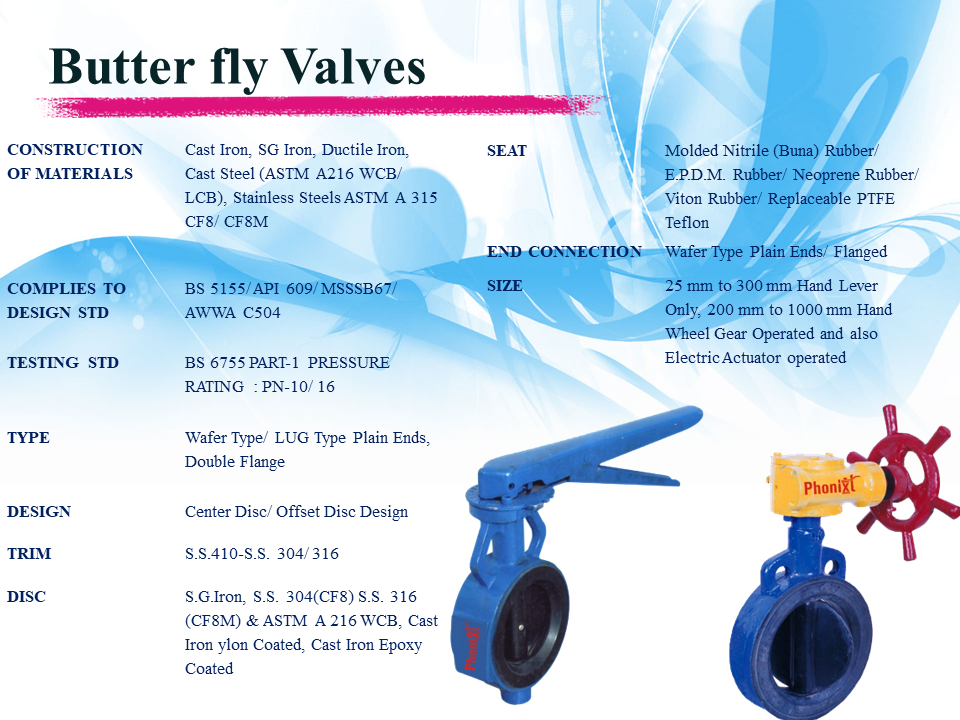 Butter fly Valves
CONSTRUCTION
OF MATERIALS
Cast Iron, SG Iron, Ductile Iron,
Cast Steel (ASTM A216 WCB/
LCB), Stainless Steels ASTM A 315
CF8/ CF8M
COMPLIES TO
DESIGN STD
BS 5155/ API 609/ MSSSB67/
AWWA C504
TESTING STD
BS 6755 PART-1 PRESSURE
RATING : PN-10/ 16
TYPE
Wafer Type/ LUG Type Plain Ends,
Double Flange
DESIGN
Center Disc/ Offset Disc Design
TRIM
S.S.410-S.S. 304/ 316
DISC
S.G.Iron, S.S. 304(CF8) S.S. 316
(CF8M) & ASTM A 216 WCB, Cast
Iron ylon Coated, Cast Iron Epoxy
Coated
SEAT
Molded Nitrile (Buna) Rubber/
E.P.D.M. Rubber/ Neoprene Rubber/
Viton Rubber/ Replaceable PTFE
Teflon
END CONNECTION
Wafer Type Plain Ends/ Flanged
SIZE
25 mm to 300 mm Hand Lever
Only, 200 mm to 1000 mm Hand
Wheel Gear Operated and also
Electric Actuator operated
Phonixt
Phonixt